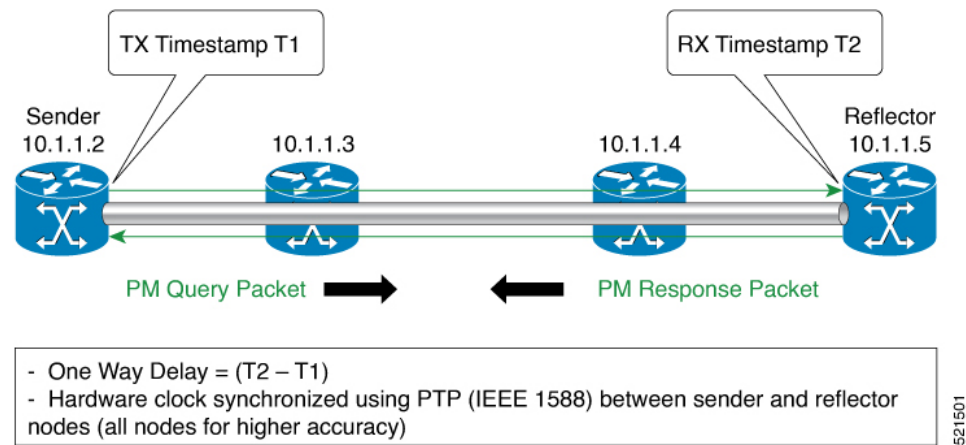 TX Timestamp T1
RX Timestamp T2
Sender
10.1.1.2
10.1.1.3
10.1.1.4
Reflector
10.1.1.5
PM Query Packet
PM Response Packet
- One Way Delay = (T2 – T1)
- Hardware clock synchronized using PTP (IEEE 1588) between sender and reflector
nodes (all nodes for higher accuracy)
521501